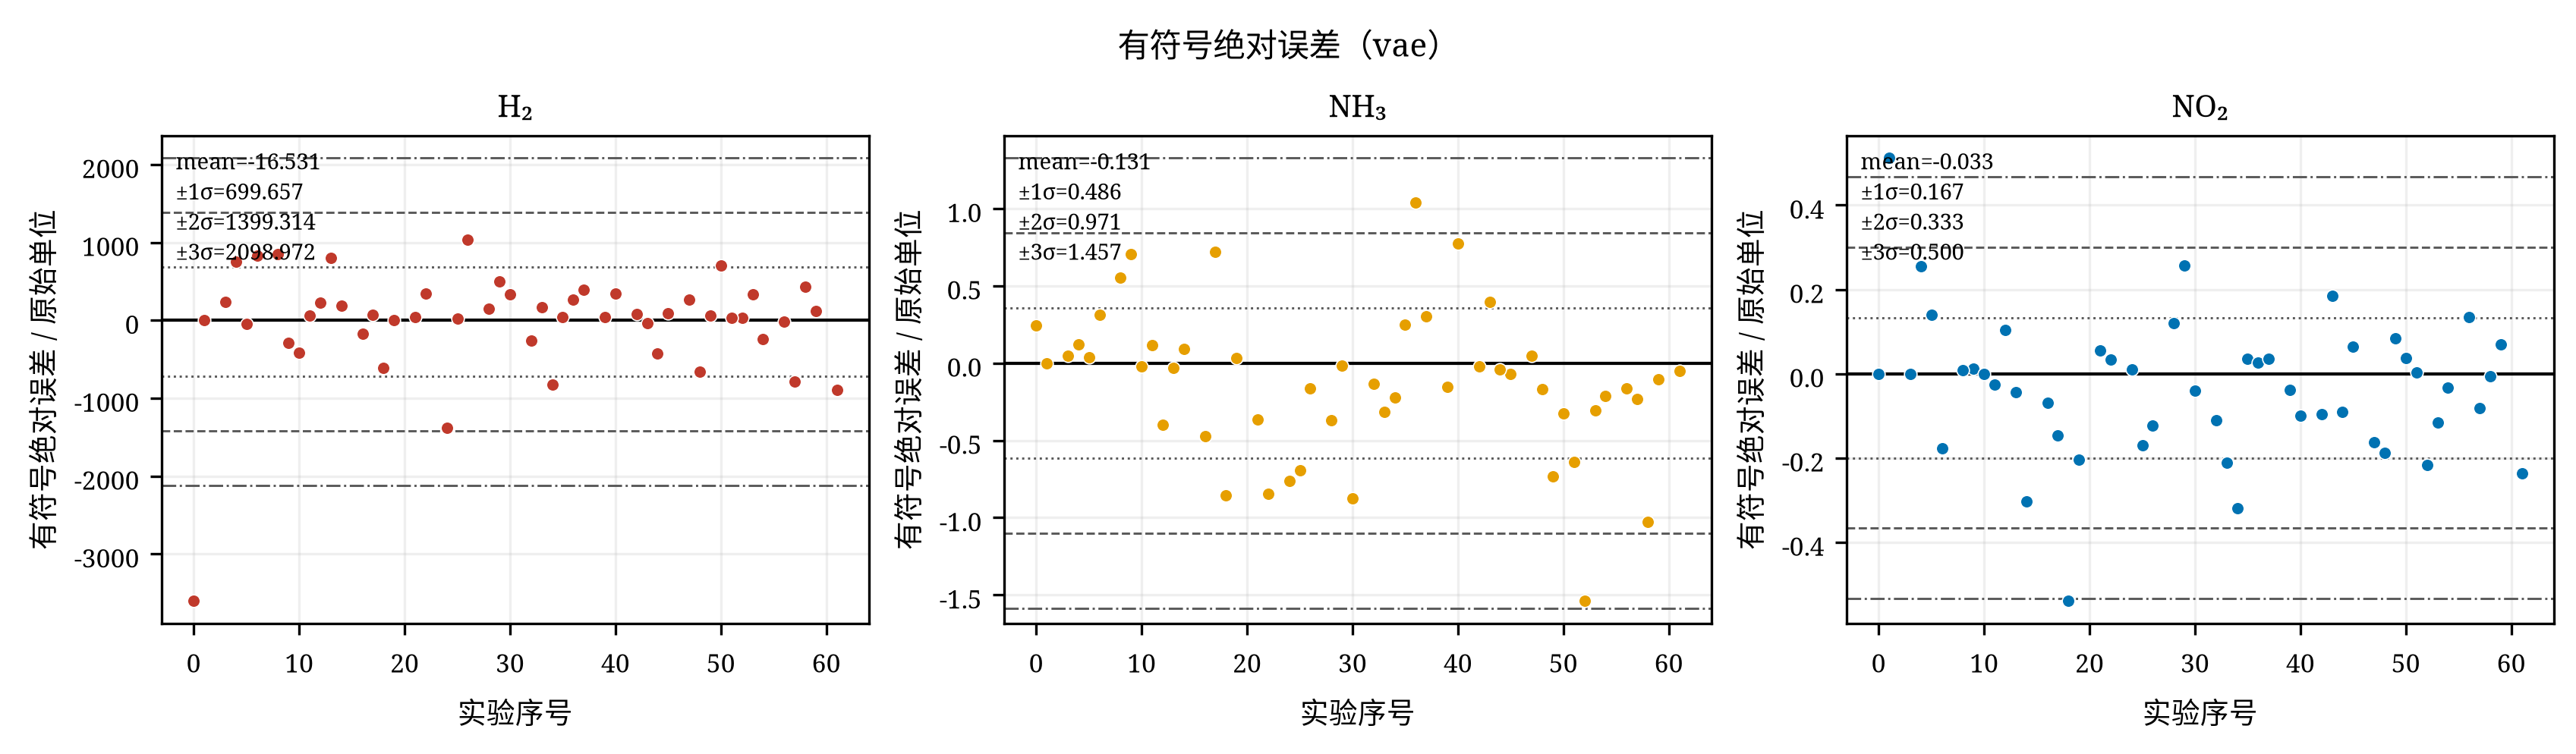 有符号绝对误差（vae）
H₂
有符号绝对误差 / 原始单位
2000
1000
0
-1000
-2000
-3000
mean=-16.531
±1σ=699.657
±2σ=1399.314
±3σ=2098.972
0 10 20 30 40 50 60
实验序号
NH₃
有符号绝对误差 / 原始单位
1.0
0.5
0.0
-0.5
-1.0
-1.5
mean=-0.131
±1σ=0.486
±2σ=0.971
±3σ=1.457
0 10 20 30 40 50 60
实验序号
NO₂
有符号绝对误差 / 原始单位
0.4
0.2
0.0
-0.2
-0.4
mean=-0.033
±1σ=0.167
±2σ=0.333
±3σ=0.500
0 10 20 30 40 50 60
实验序号